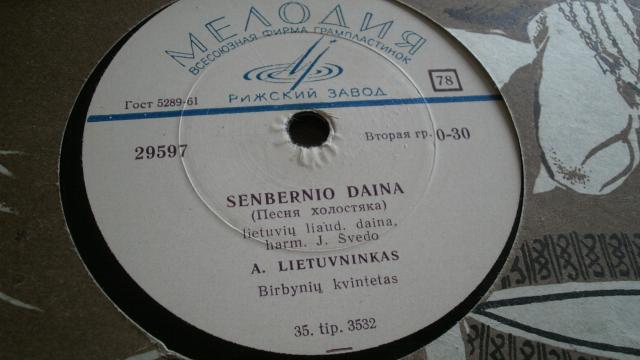 МЕЛОДИЯ
ВСЕСОЮЗНАЯ ФИРМА ГРАМПЛАСТИНОК
78
РИЖСКИЙ ЗАВОД
Гост 5289-61
Вторая гр. 0-30
29597
SENBERNIO DAINA
(Песня холостяка)
lietuvių liaud. daina,
harm. J. Švedo
A. LIETUVNINKAS
Birbynių kvintetas
35. tip. 3532